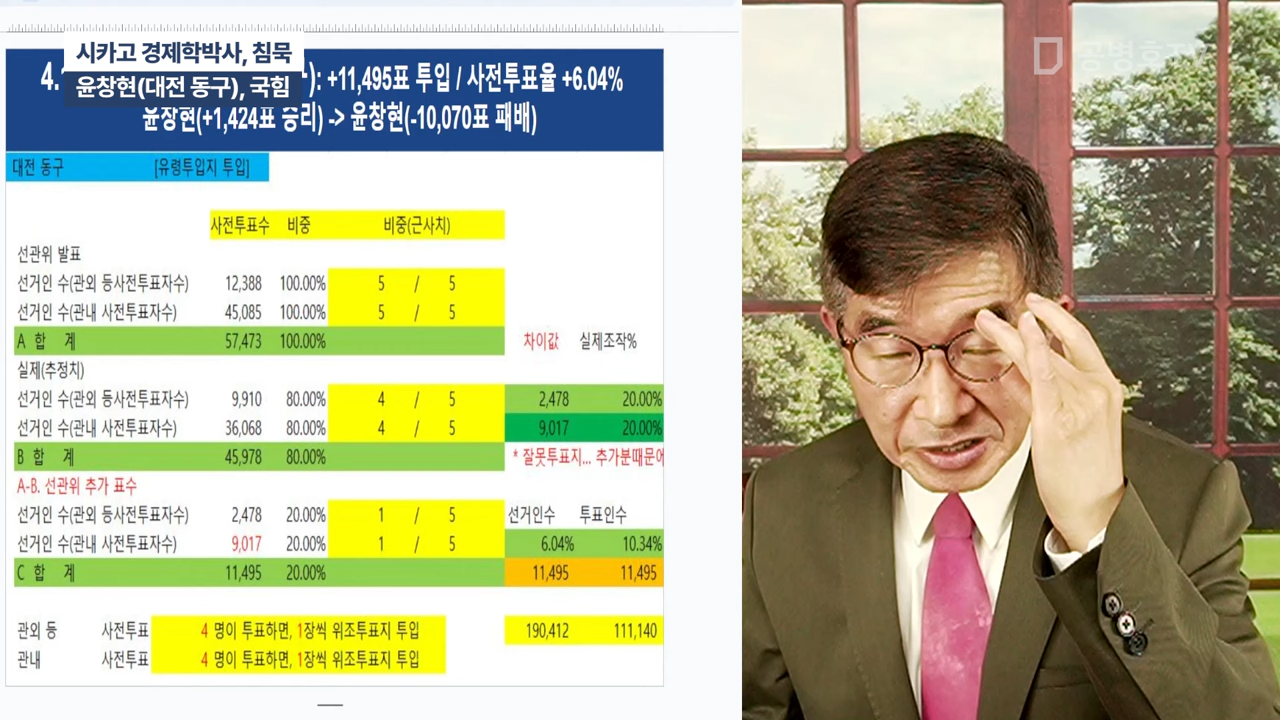 시카고 경제학박사, 침묵
윤창현(대전 동구), 국힘
4. ): +11,495표 투입 / 사전투표율 +6.04%
윤창현(+1,424표 승리) -> 윤창현(-10,070표 패배)
대전 동구 [유령투입지 투입]
사전투표수 비중 비중(근사치)
선관위 발표
선거인 수(관외 등사전투표자수) 12,388 100.00% 5 / 5
선거인 수(관내 사전투표자수) 45,085 100.00% 5 / 5
A 합 계 57,473 100.00% 차이값 실제조작%
실제(추정치)
선거인 수(관외 등사전투표자수) 9,910 80.00% 4 / 5 2,478 20.00%
선거인 수(관내 사전투표자수) 36,068 80.00% 4 / 5 9,017 20.00%
B 합 계 45,978 80.00% * 잘못투표지... 추가분때문에
A-B. 선관위 추가 표수
선거인 수(관외 등사전투표자수) 2,478 20.00% 1 / 5 선거인수 투표인수
선거인 수(관내 사전투표자수) 9,017 20.00% 1 / 5 6.04% 10.34%
C 합 계 11,495 20.00% 11,495 11,495
관외 등 사전투표 4 명이 투표하면, 1장씩 위조투표지 투입 190,412 111,140
관내 사전투표 4 명이 투표하면, 1장씩 위조투표지 투입
공병호